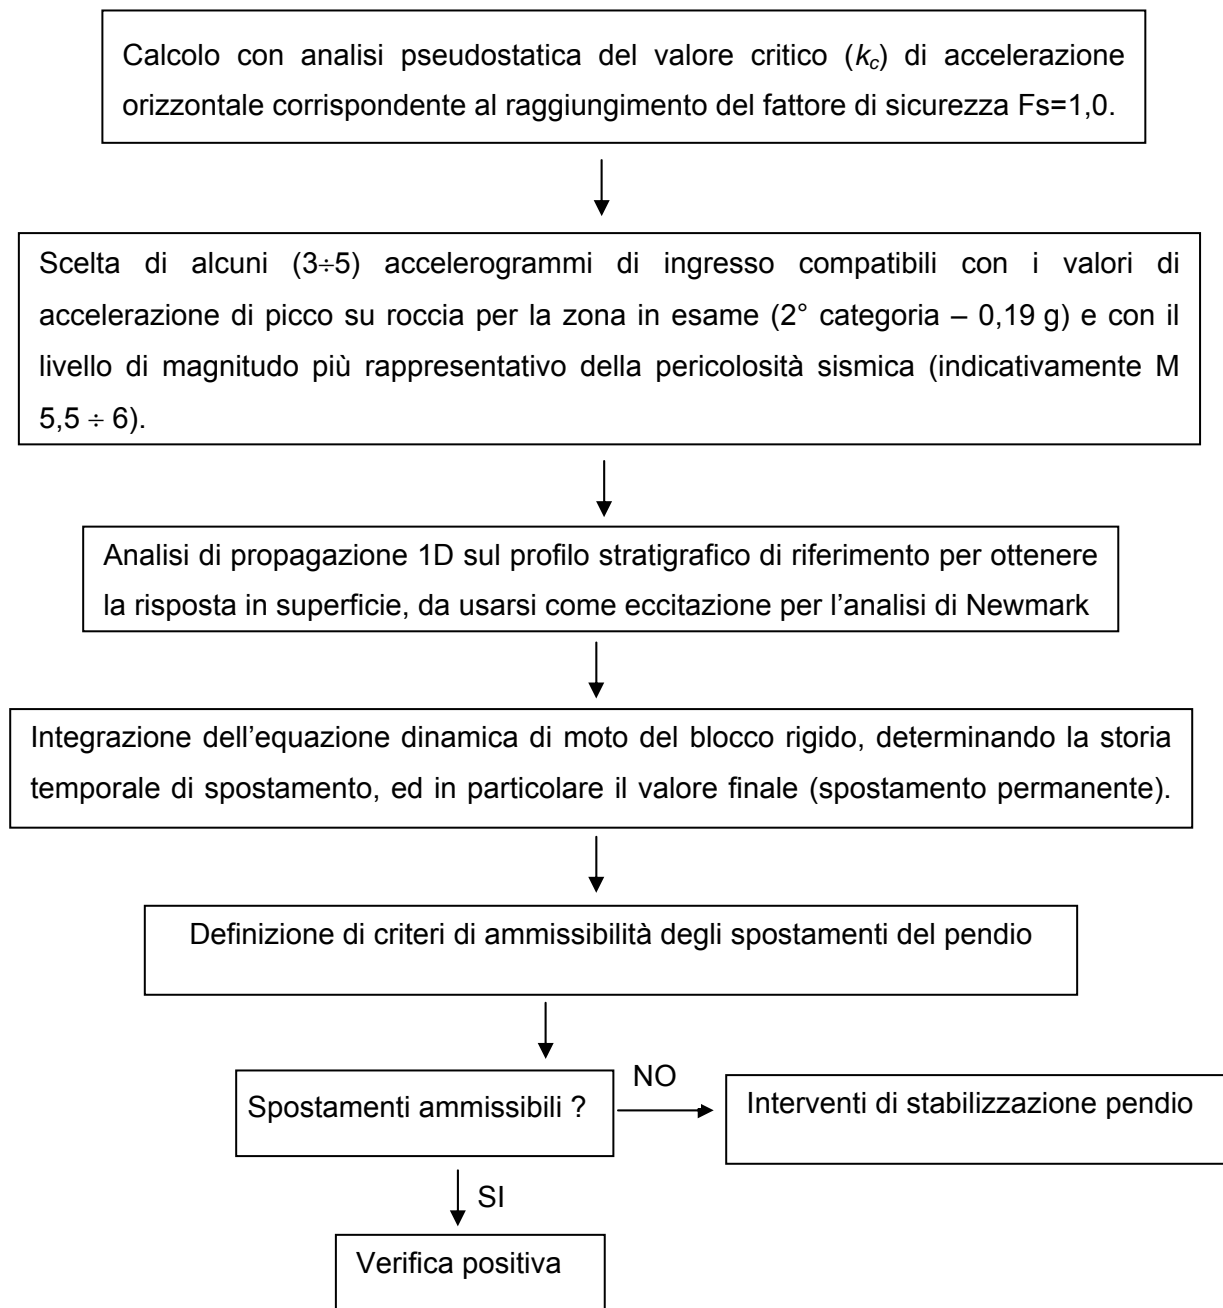 Calcolo con analisi pseudostatica del valore critico (kc) di accelerazione
orizzontale corrispondente al raggiungimento del fattore di sicurezza Fs=1,0.
Scelta di alcuni (3÷5) accelerogrammi di ingresso compatibili con i valori di
accelerazione di picco su roccia per la zona in esame (2° categoria – 0,19 g) e con il
livello di magnitudo più rappresentativo della pericolosità sismica (indicativamente M
5,5 ÷ 6).
Analisi di propagazione 1D sul profilo stratigrafico di riferimento per ottenere
la risposta in superficie, da usarsi come eccitazione per l’analisi di Newmark
Integrazione dell’equazione dinamica di moto del blocco rigido, determinando la storia
temporale di spostamento, ed in particolare il valore finale (spostamento permanente).
Definizione di criteri di ammissibilità degli spostamenti del pendio
Spostamenti ammissibili ?
NO
Interventi di stabilizzazione pendio
SI
Verifica positiva